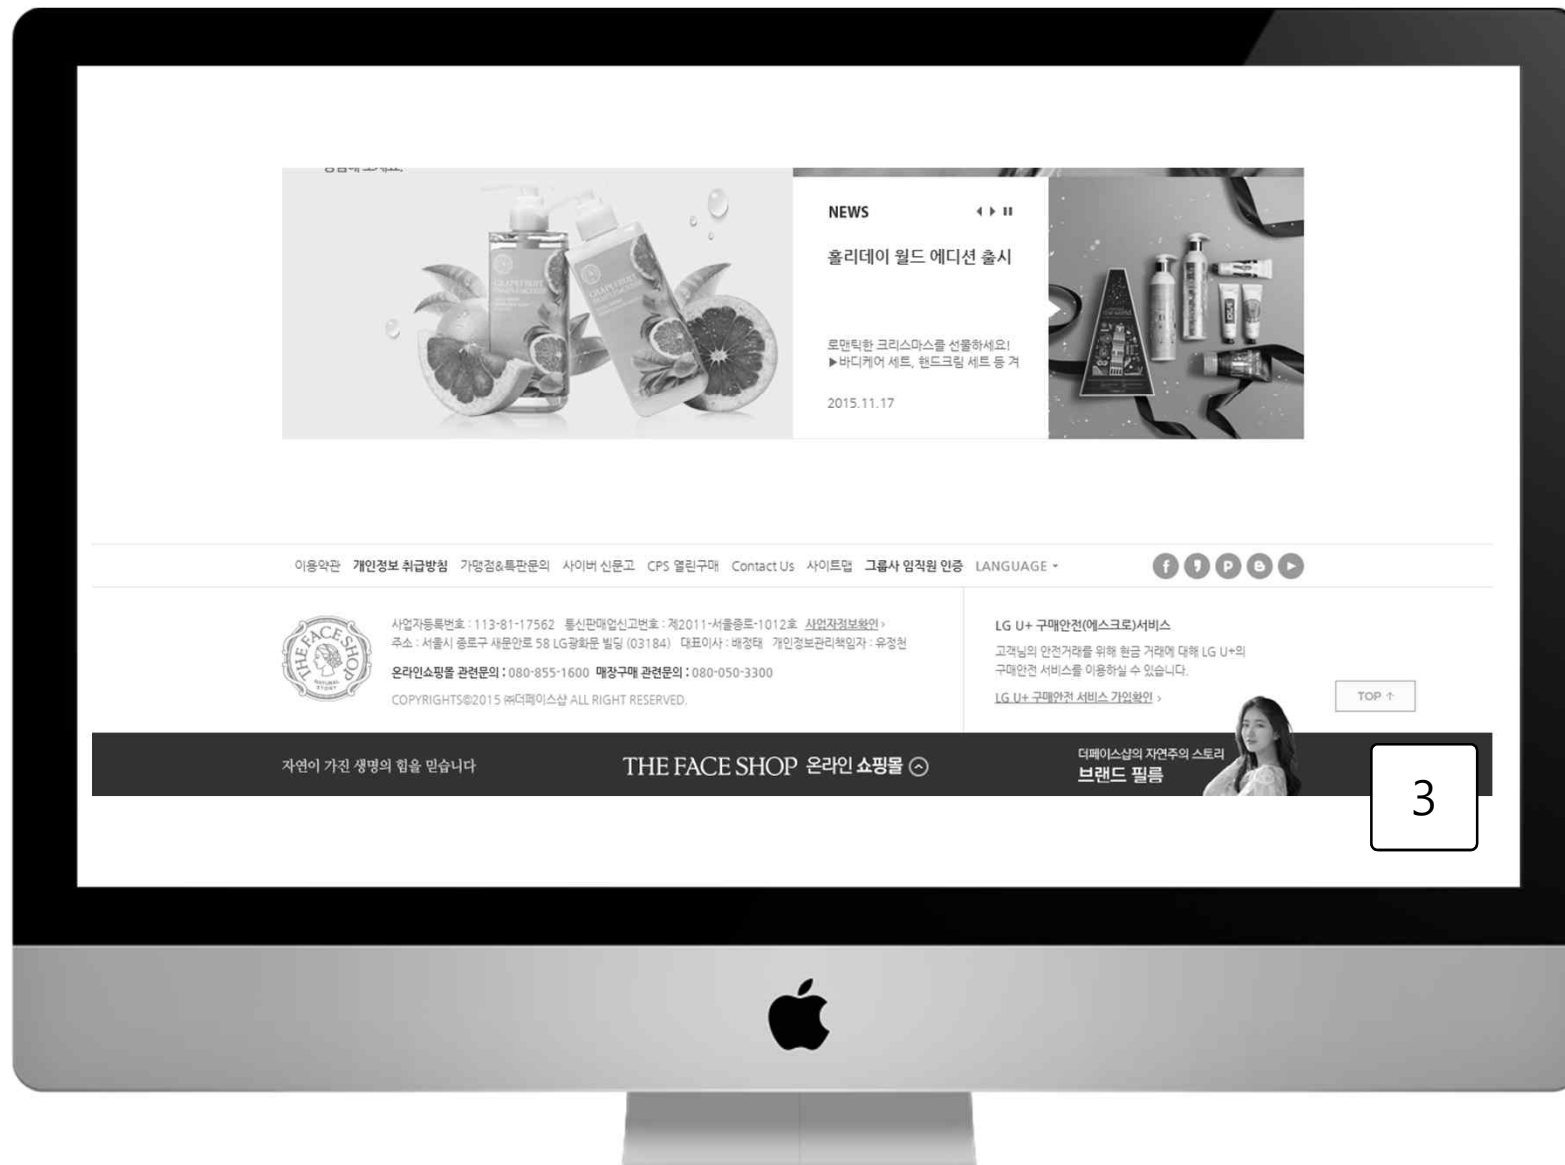 NEWS
홀리데이 월드 에디션 출시
로맨틱한 크리스마스를 선물하세요!
▶바디케어 세트, 핸드크림 세트 등 겨
2015.11.17
이용약관 개인정보 취급방침 가맹점&특판문의 사이버 신문고 CPS 열린구매 Contact Us 사이트맵 그룹사 임직원 인증 LANGUAGE
사업자등록번호 : 113-81-17562 통신판매업신고번호 : 제2011-서울종로-1012호 사업자정보확인 ›
주소 : 서울시 종로구 새문안로 58 LG광화문 빌딩 (03184) 대표이사 : 배정태 개인정보관리책임자 : 유정천
온라인쇼핑몰 관련문의 : 080-855-1600 매장구매 관련문의 : 080-050-3300
COPYRIGHTS©2015 ㈜더페이스샵 ALL RIGHT RESERVED.
THE FACE SHOP
NATURAL STORY
LG U+ 구매안전(에스크로)서비스
고객님의 안전거래를 위해 현금 거래에 대해 LG U+의
구매안전 서비스를 이용하실 수 있습니다.
LG U+ 구매안전 서비스 가입확인 ›
TOP ↑
자연이 가진 생명의 힘을 믿습니다
THE FACE SHOP 온라인 쇼핑몰
더페이스샵의 자연주의 스토리
브랜드 필름
3